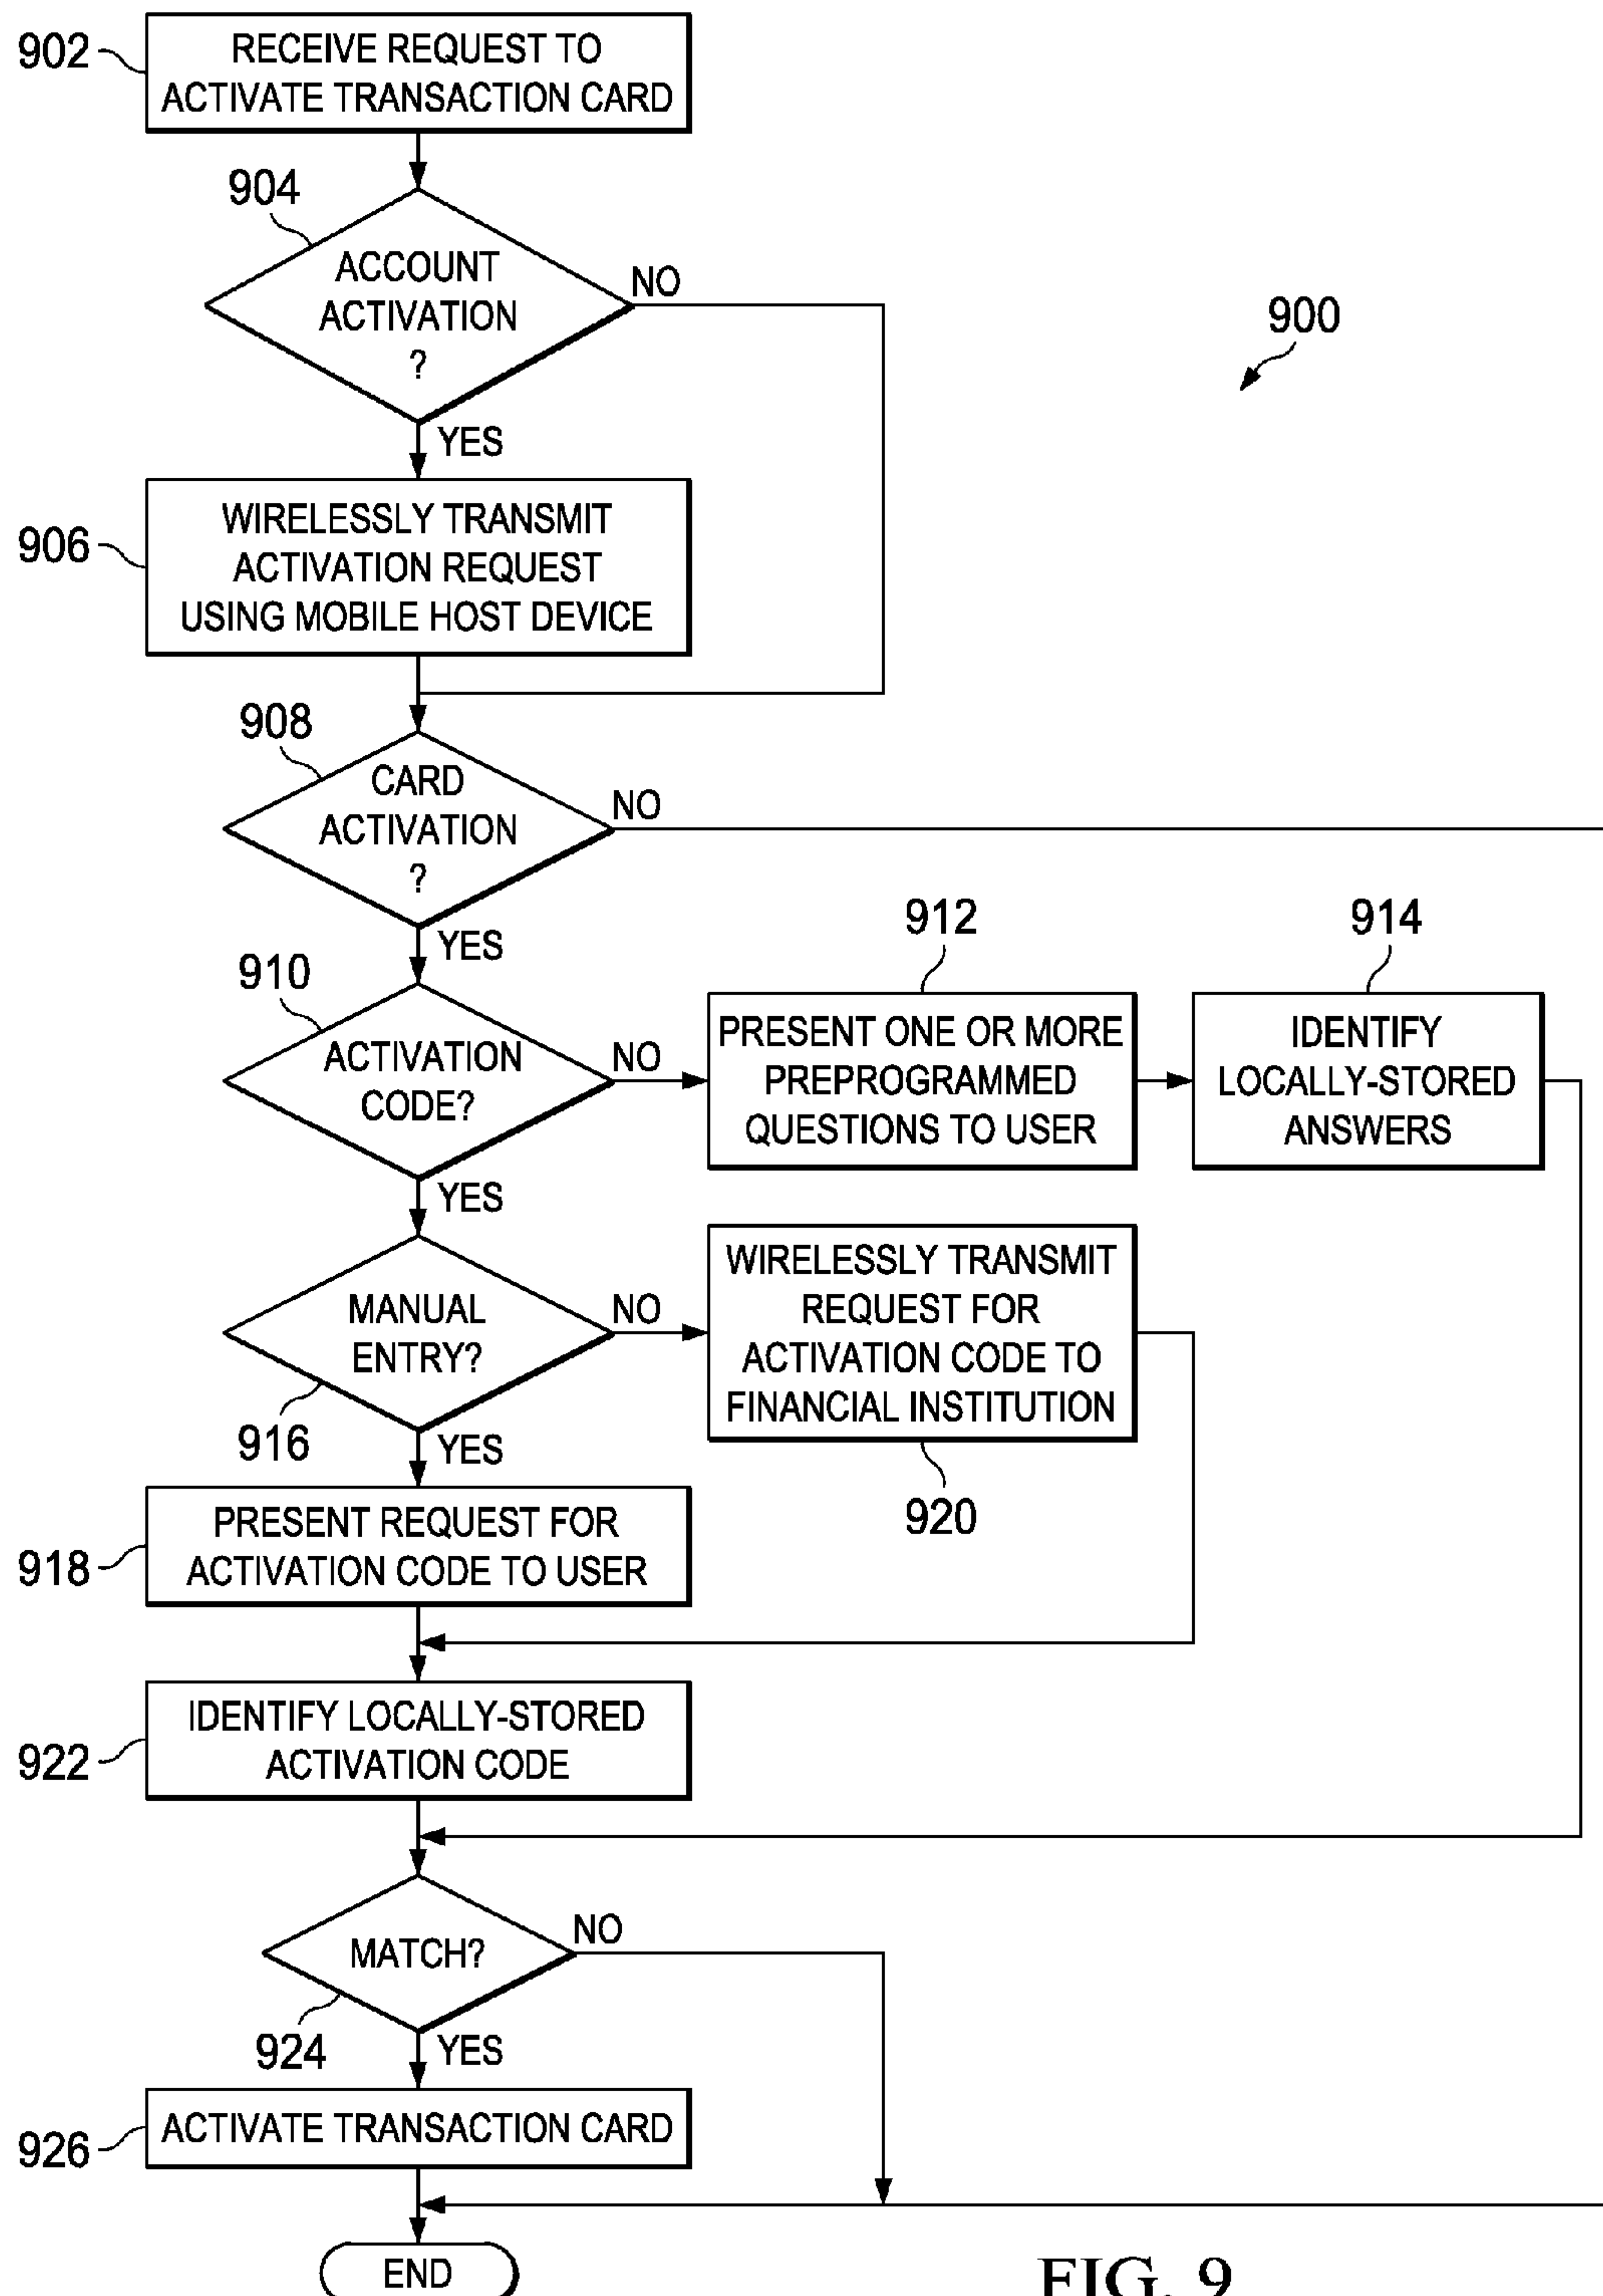 902
RECEIVE REQUEST TO
ACTIVATE TRANSACTION CARD
904
ACCOUNT
ACTIVATION
?
NO
YES
900
906
WIRELESSLY TRANSMIT
ACTIVATION REQUEST
USING MOBILE HOST DEVICE
908
CARD
ACTIVATION
?
NO
YES
910
ACTIVATION
CODE?
NO
YES
912
PRESENT ONE OR MORE
PREPROGRAMMED
QUESTIONS TO USER
914
IDENTIFY
LOCALLY-STORED
ANSWERS
MANUAL
ENTRY?
NO
916
YES
WIRELESSLY TRANSMIT
REQUEST FOR
ACTIVATION CODE TO
FINANCIAL INSTITUTION
920
918
PRESENT REQUEST FOR
ACTIVATION CODE TO USER
922
IDENTIFY LOCALLY-STORED
ACTIVATION CODE
MATCH?
NO
924
YES
926
ACTIVATE TRANSACTION CARD
END
FIG. 9